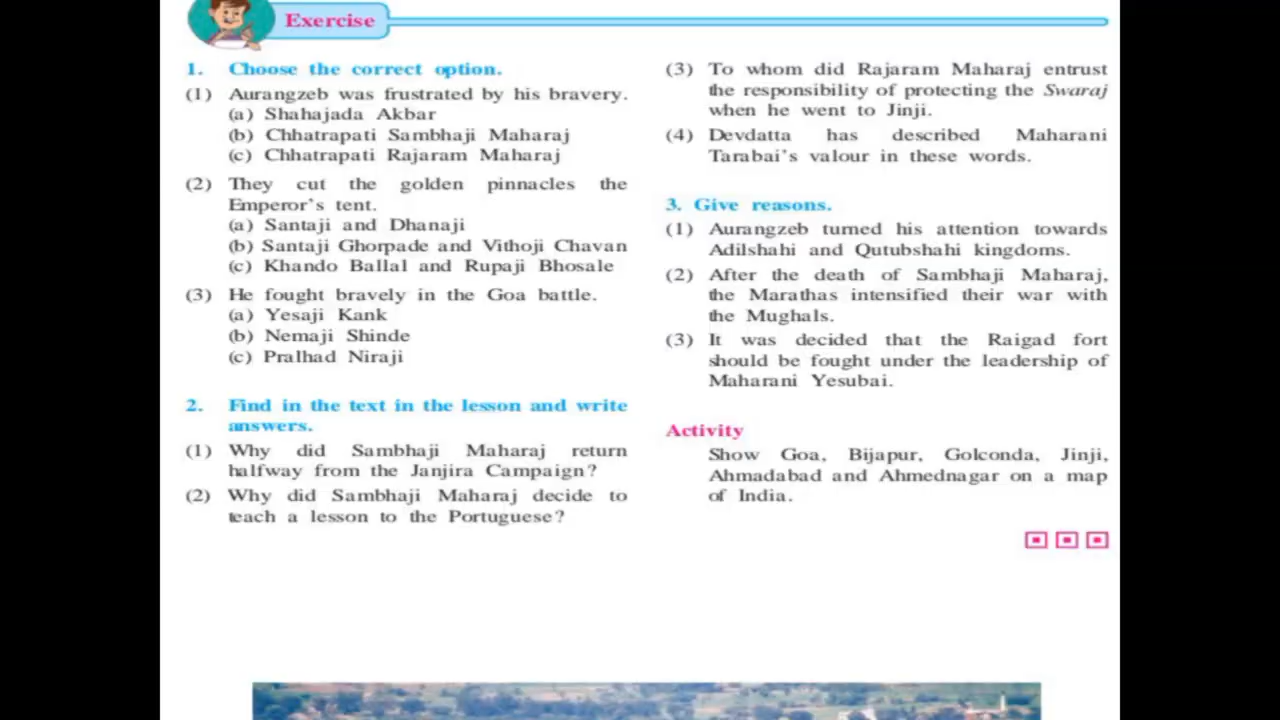 Exercise
1. Choose the correct option.
(1) Aurangzeb was frustrated by his bravery.
(a) Shahajada Akbar
(b) Chhatrapati Sambhaji Maharaj
(c) Chhatrapati Rajaram Maharaj
(2) They cut the golden pinnacles the
Emperor's tent.
(a) Santaji and Dhanaji
(b) Santaji Ghorpade and Vithoji Chavan
(c) Khando Ballal and Rupaji Bhosale
(3) He fought bravely in the Goa battle.
(a) Yesaji Kank
(b) Nemaji Shinde
(c) Pralhad Niraji
2. Find in the text in the lesson and write
answers.
(1) Why did Sambhaji Maharaj return
halfway from the Janjira Campaign?
(2) Why did Sambhaji Maharaj decide to
teach a lesson to the Portuguese?
(3) To whom did Rajaram Maharaj entrust
the responsibility of protecting the Swaraj
when he went to Jinji.
(4) Devdatta has described Maharani
Tarabai's valour in these words.
3. Give reasons.
(1) Aurangzeb turned his attention towards
Adilshahi and Qutubshahi kingdoms.
(2) After the death of Sambhaji Maharaj,
the Marathas intensified their war with
the Mughals.
(3) It was decided that the Raigad fort
should be fought under the leadership of
Maharani Yesubai.
Activity
Show Goa, Bijapur, Golconda, Jinji,
Ahmadabad and Ahmednagar on a map
of India.